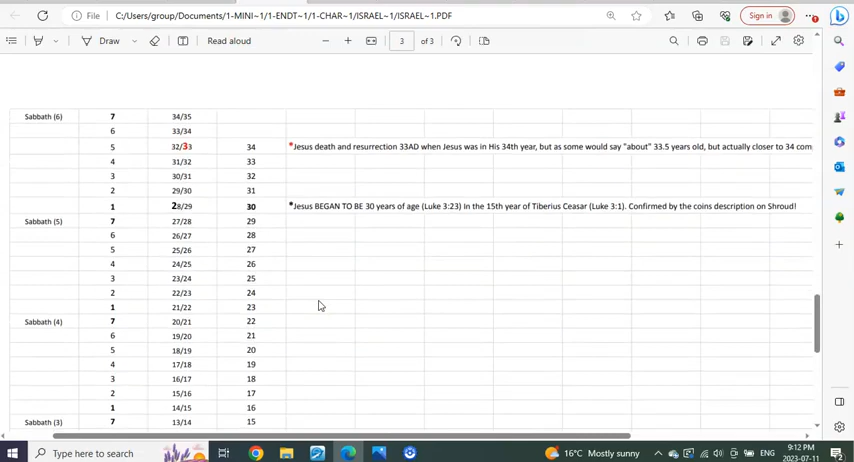 File C:/Users/group/Documents/1-MINI~1/1-ENDT~1/1-CHAR~1/ISRAEL~1/ISRAEL~1.PDF Sign in
Draw Read aloud 3 of 3
Sabbath (6) 7 34/35
6 33/34
5 32/33 34 *Jesus death and resurrection 33AD when Jesus was in His 34th year, but as some would say "about" 33.5 years old, but actually closer to 34 com
4 31/32 33
3 30/31 32
2 29/30 31
1 28/29 30 *Jesus BEGAN TO BE 30 years of age (Luke 3:23) In the 15th year of Tiberius Ceasar (Luke 3:1). Confirmed by the coins description on Shroud!
Sabbath (5) 7 27/28 29
6 26/27 28
5 25/26 27
4 24/25 26
3 23/24 25
2 22/23 24
1 21/22 23
Sabbath (4) 7 20/21 22
6 19/20 21
5 18/19 20
4 17/18 19
3 16/17 18
2 15/16 17
1 14/15 16
Sabbath (3) 7 13/14 15
Type here to search 16°C Mostly sunny ENG 9:12 PM
2023-07-11 2